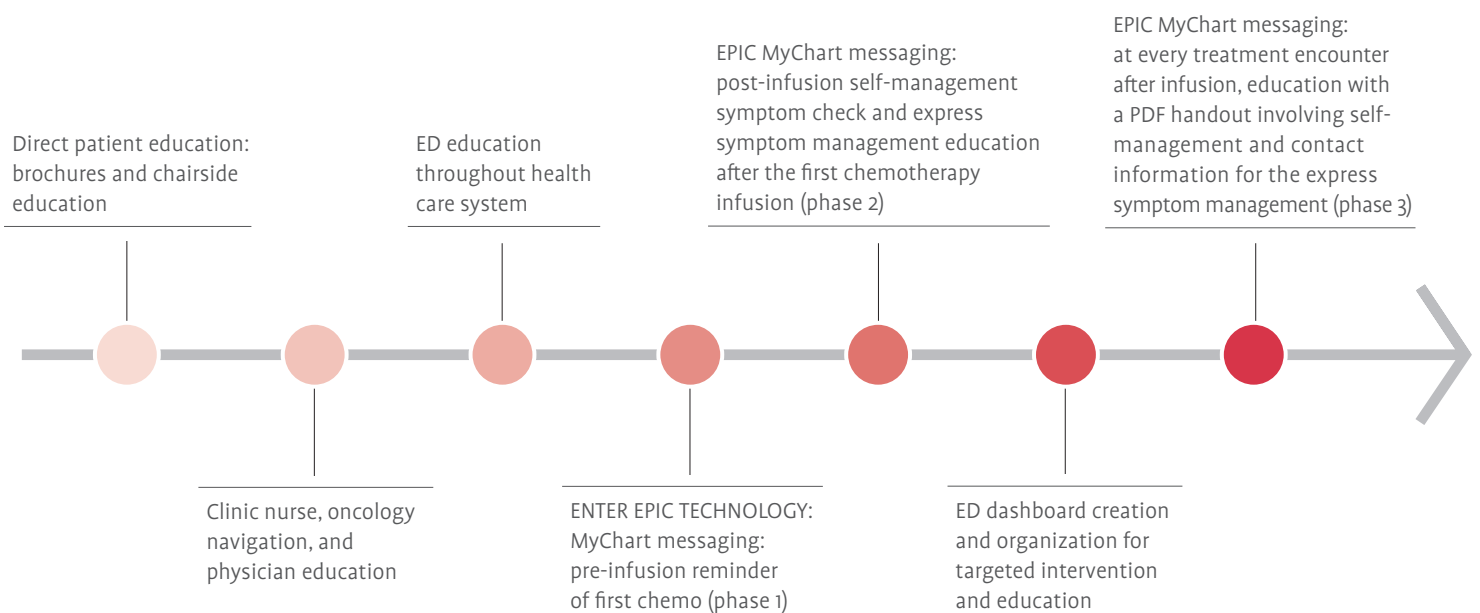 Direct patient education:
brochures and chairside
education
Clinic nurse, oncology
navigation, and
physician education
ED education
throughout health
care system
ENTER EPIC TECHNOLOGY:
MyChart messaging:
pre-infusion reminder
of first chemo (phase 1)
EPIC MyChart messaging:
post-infusion self-management
symptom check and express
symptom management education
after the first chemotherapy
infusion (phase 2)
ED dashboard creation
and organization for
targeted intervention
and education
EPIC MyChart messaging:
at every treatment encounter
after infusion, education with
a PDF handout involving self-
management and contact
information for the express
symptom management (phase 3)